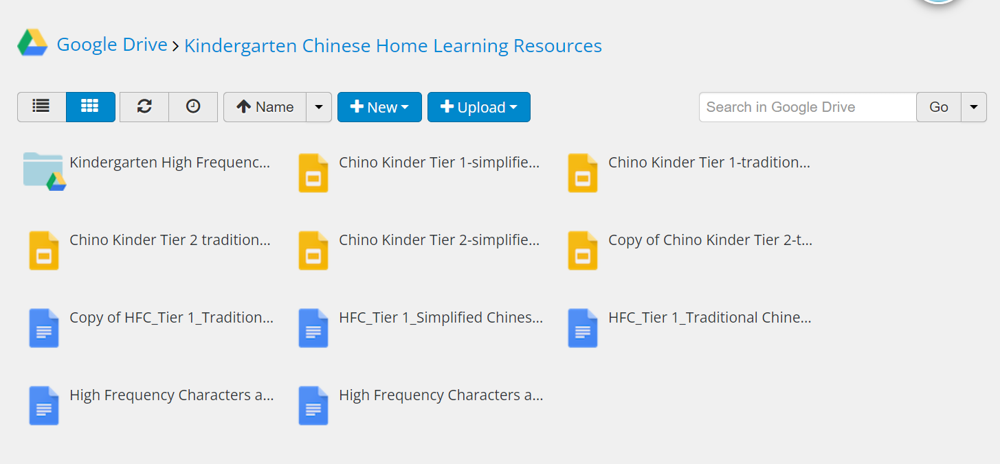 Google Drive > Kindergarten Chinese Home Learning Resources
Name New Upload Search in Google Drive Go
Kindergarten High Frequenc... Chino Kinder Tier 1-simplifie... Chino Kinder Tier 1-tradition...
Chino Kinder Tier 2 tradition... Chino Kinder Tier 2-simplifie... Copy of Chino Kinder Tier 2-t...
Copy of HFC_Tier 1_Tradition... HFC_Tier 1_Simplified Chines... HFC_Tier 1_Traditional Chine...
High Frequency Characters a... High Frequency Characters a...